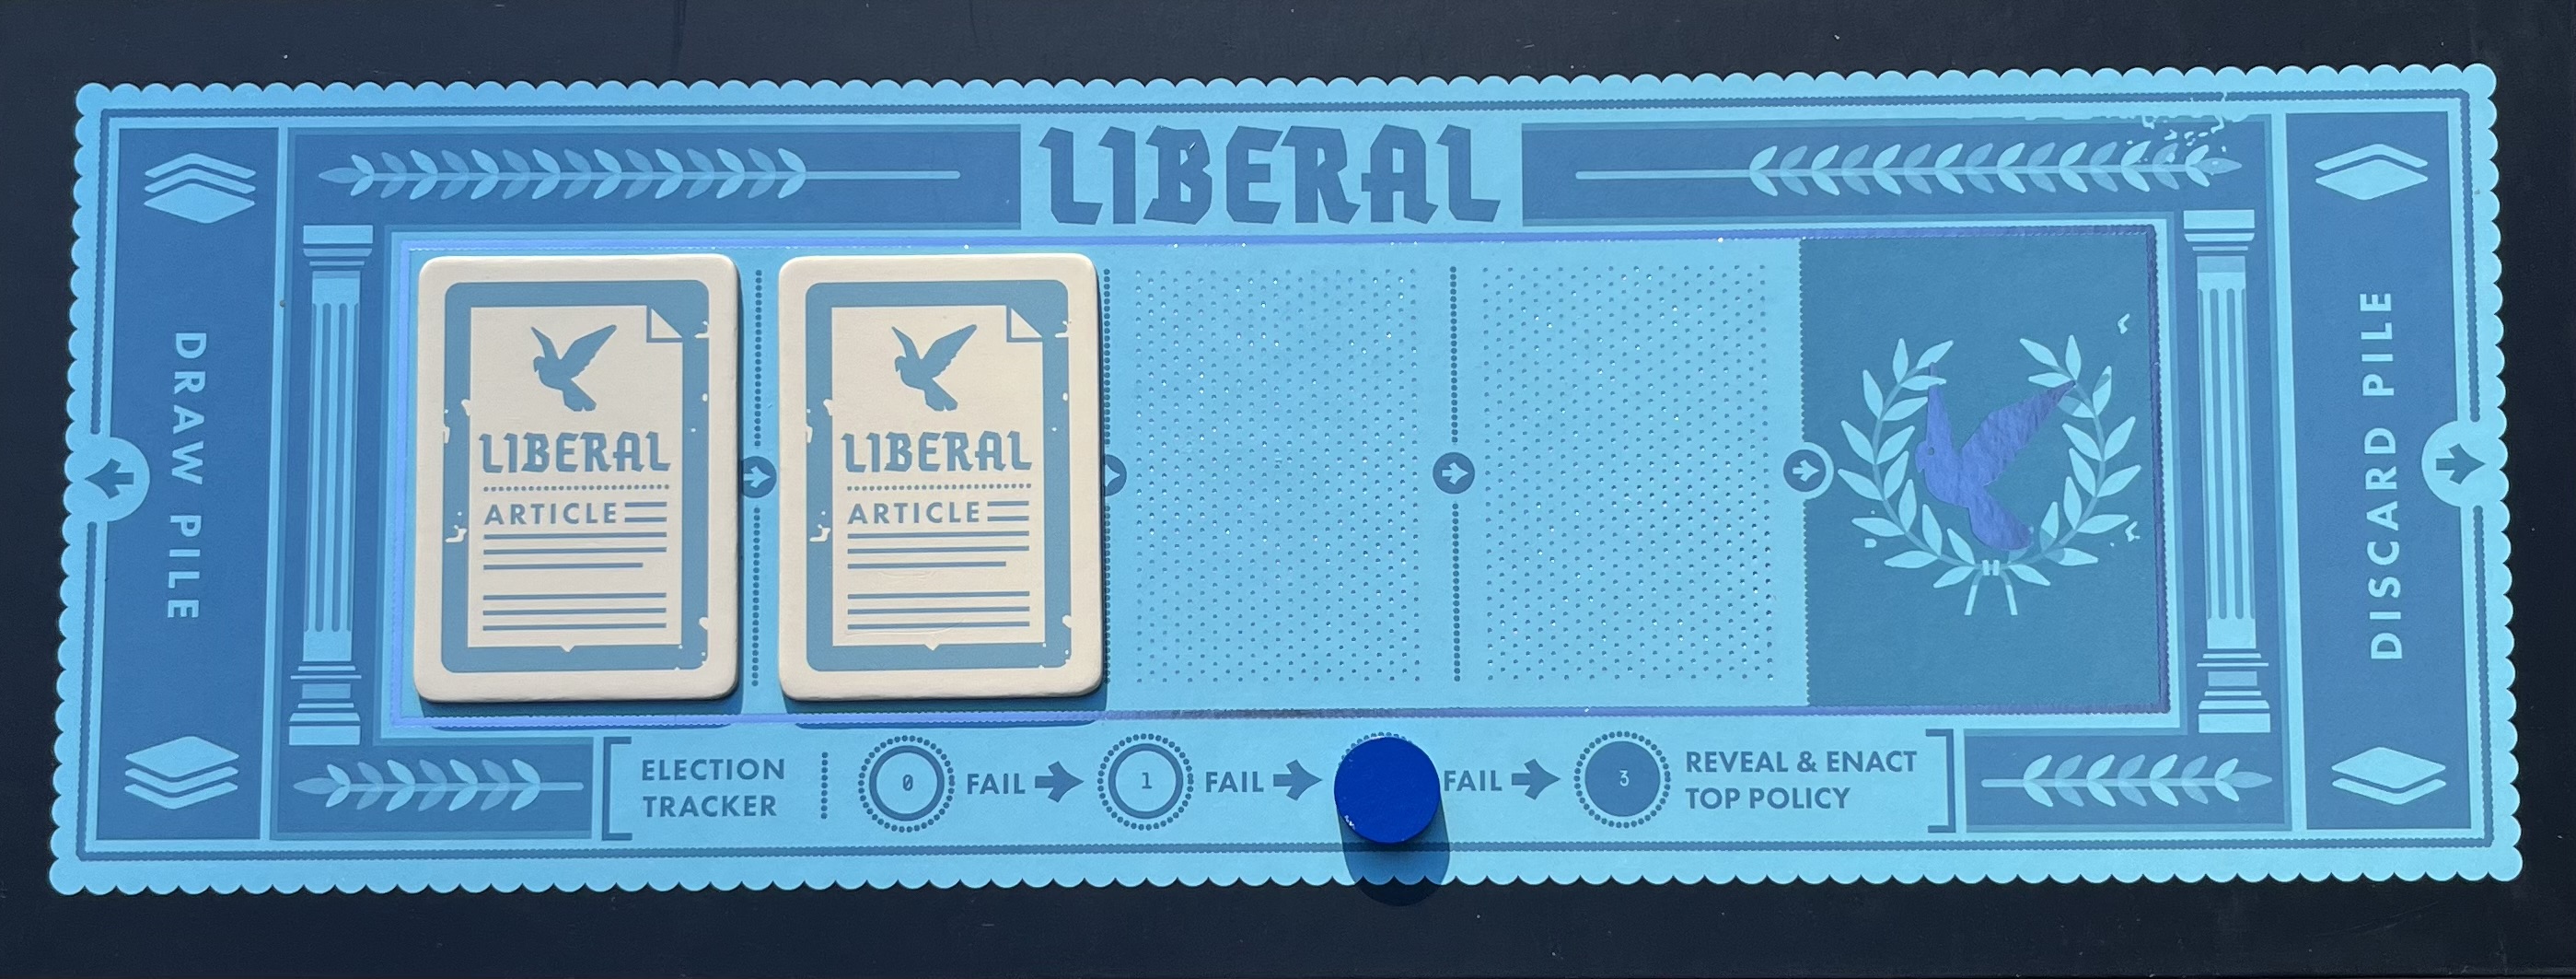 LIBERAL
DRAW PILE
LIBERAL
ARTICLE
LIBERAL
ARTICLE
DISCARD PILE
ELECTION
TRACKER
0 FAIL 1 FAIL FAIL 3
REVEAL & ENACT
TOP POLICY